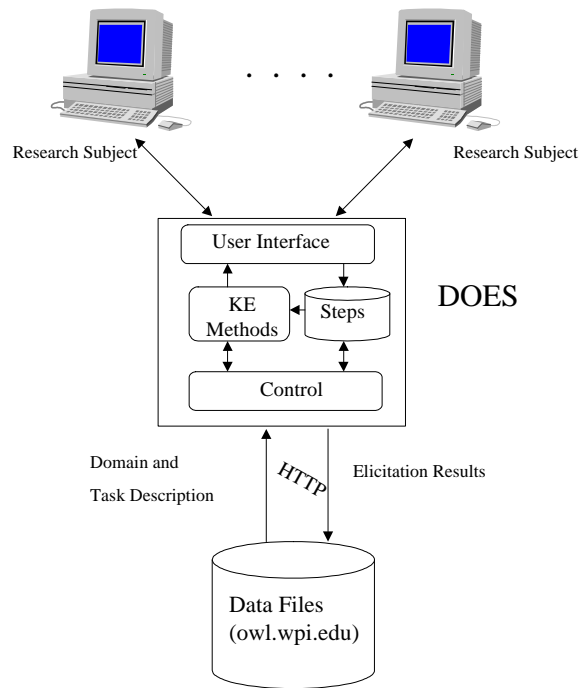 . . . .
Research Subject
Research Subject
User Interface
DOES
KE
Methods
Steps
Control
Domain and
Task Description
HTTP
Elicitation Results
Data Files
(owl.wpi.edu)